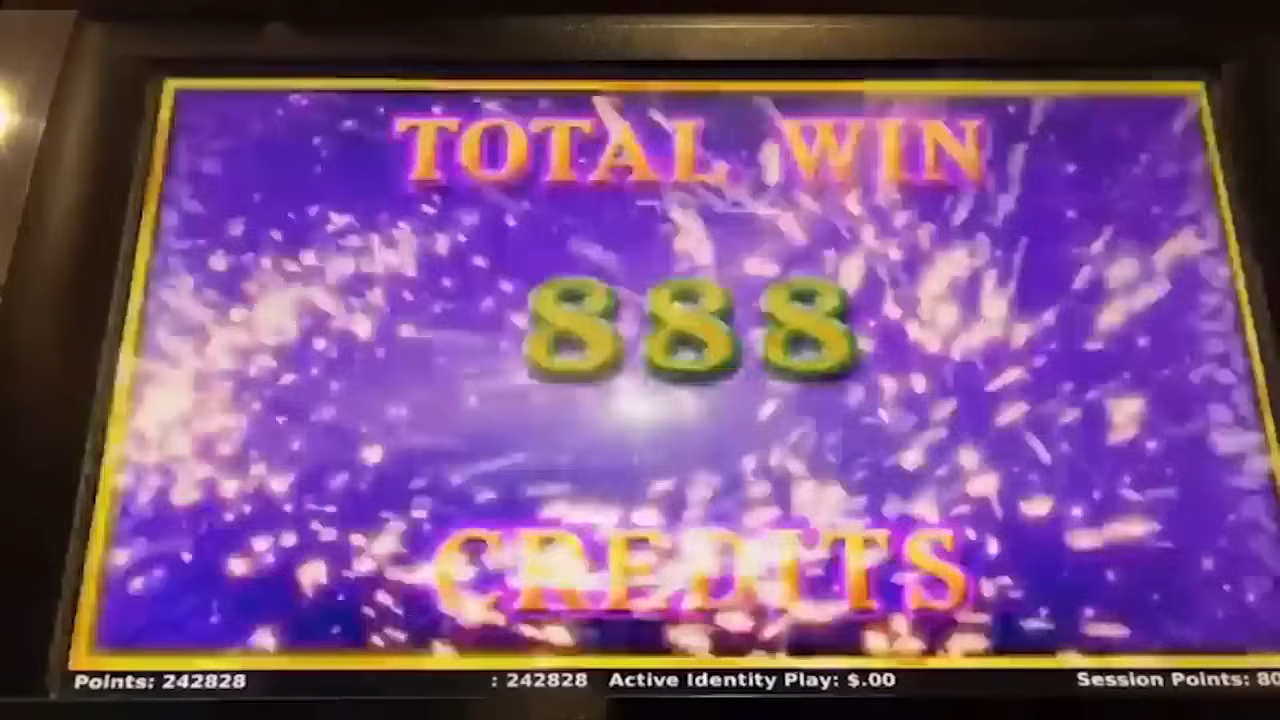 TOTAL WIN
888
CREDITS
Points: 242828 : 242828 Active Identity Play: $.00 Session Points: 80